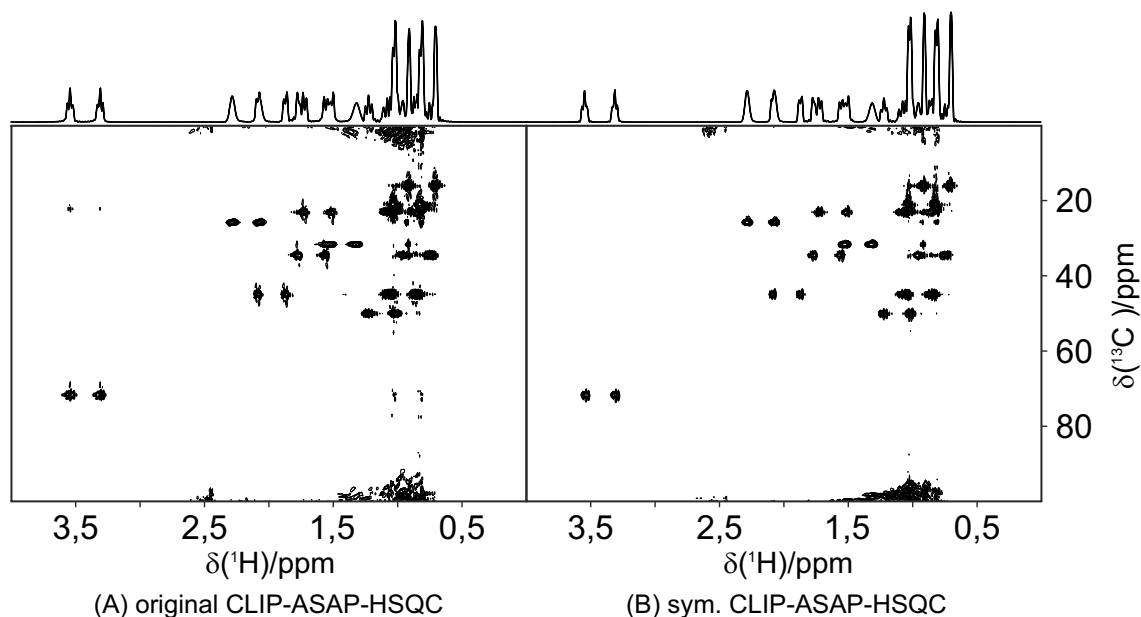 20
40
60
80
δ(¹³C )/ppm
3,5 2,5 1,5 0,5 3,5 2,5 1,5 0,5
δ(¹H)/ppm δ(¹H)/ppm
(A) original CLIP-ASAP-HSQC (B) sym. CLIP-ASAP-HSQC